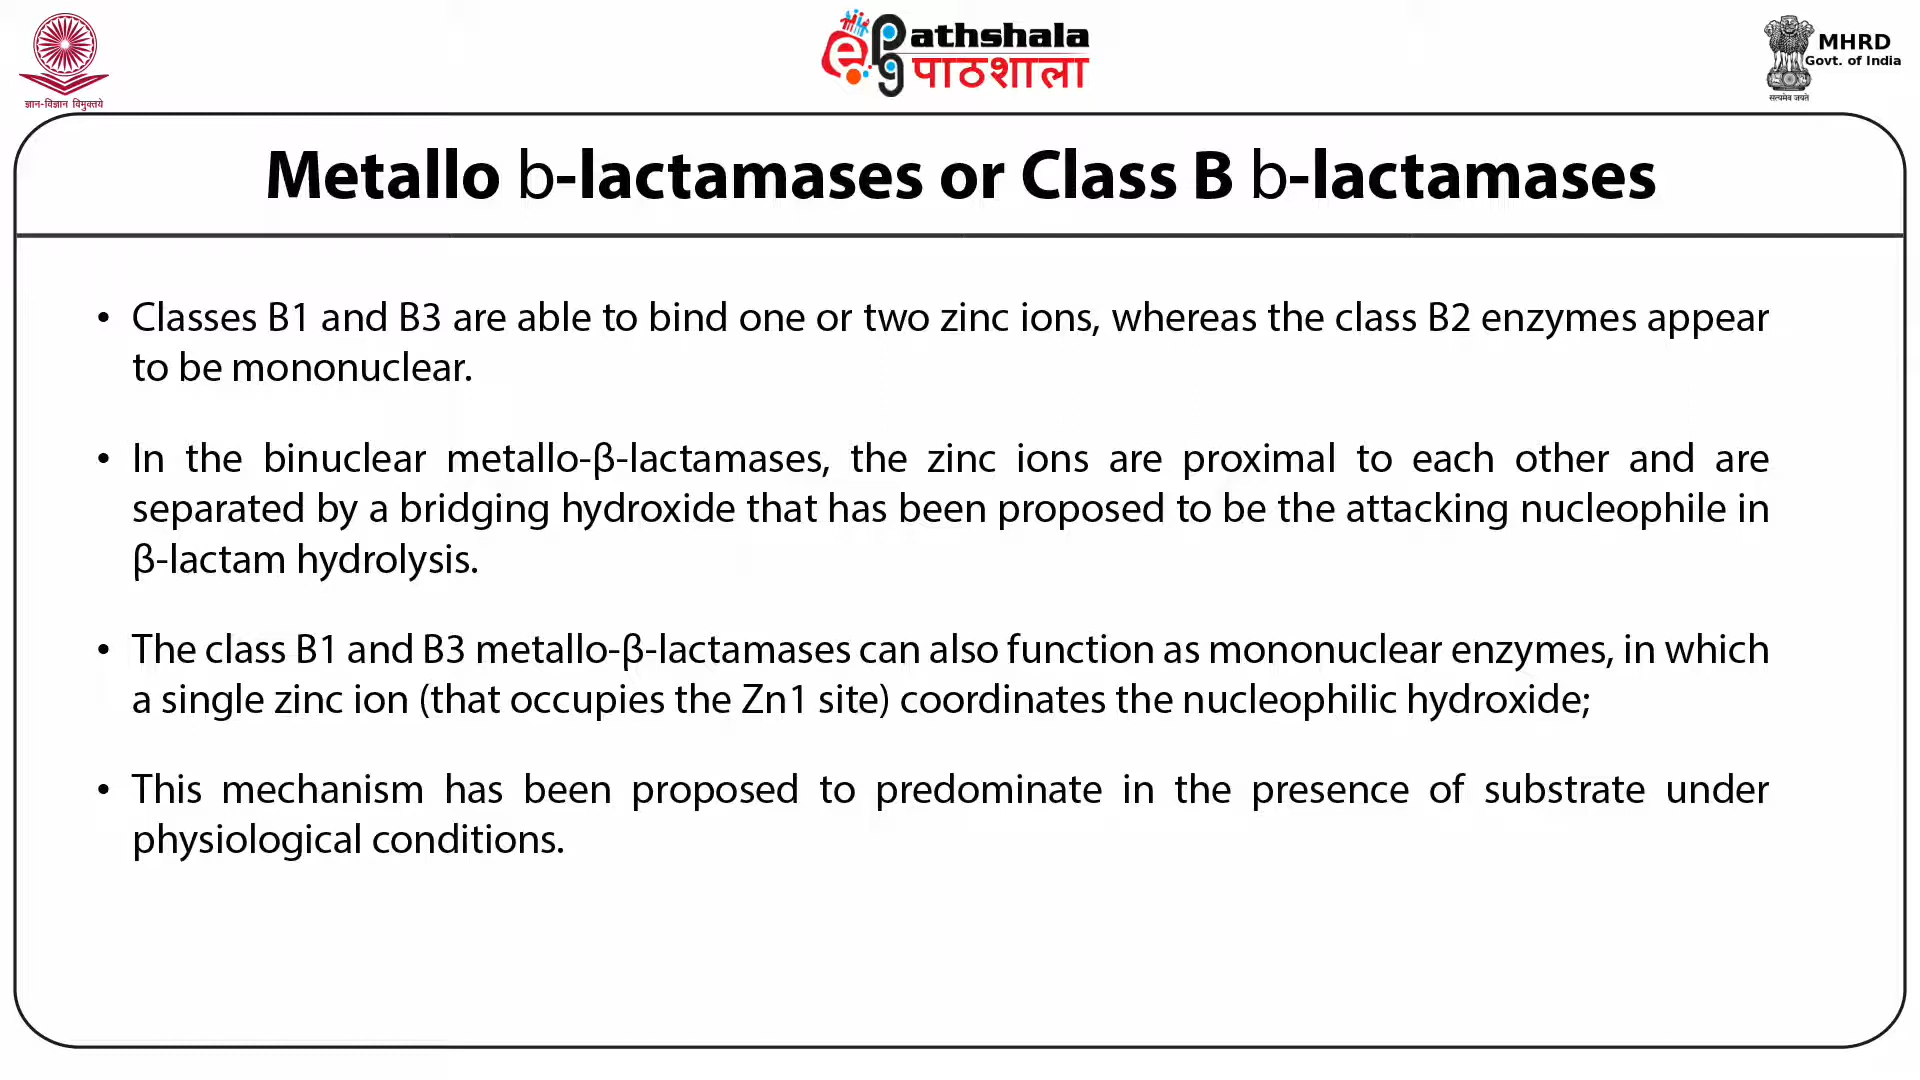 ज्ञान-विज्ञान विमुक्तये
ePathshala
पाठशाला
MHRD
Govt. of India
सत्यमेव जयते
Metallo b-lactamases or Class B b-lactamases
• Classes B1 and B3 are able to bind one or two zinc ions, whereas the class B2 enzymes appear
to be mononuclear.
• In the binuclear metallo-β-lactamases, the zinc ions are proximal to each other and are
separated by a bridging hydroxide that has been proposed to be the attacking nucleophile in
β-lactam hydrolysis.
• The class B1 and B3 metallo-β-lactamases can also function as mononuclear enzymes, in which
a single zinc ion (that occupies the Zn1 site) coordinates the nucleophilic hydroxide;
• This mechanism has been proposed to predominate in the presence of substrate under
physiological conditions.